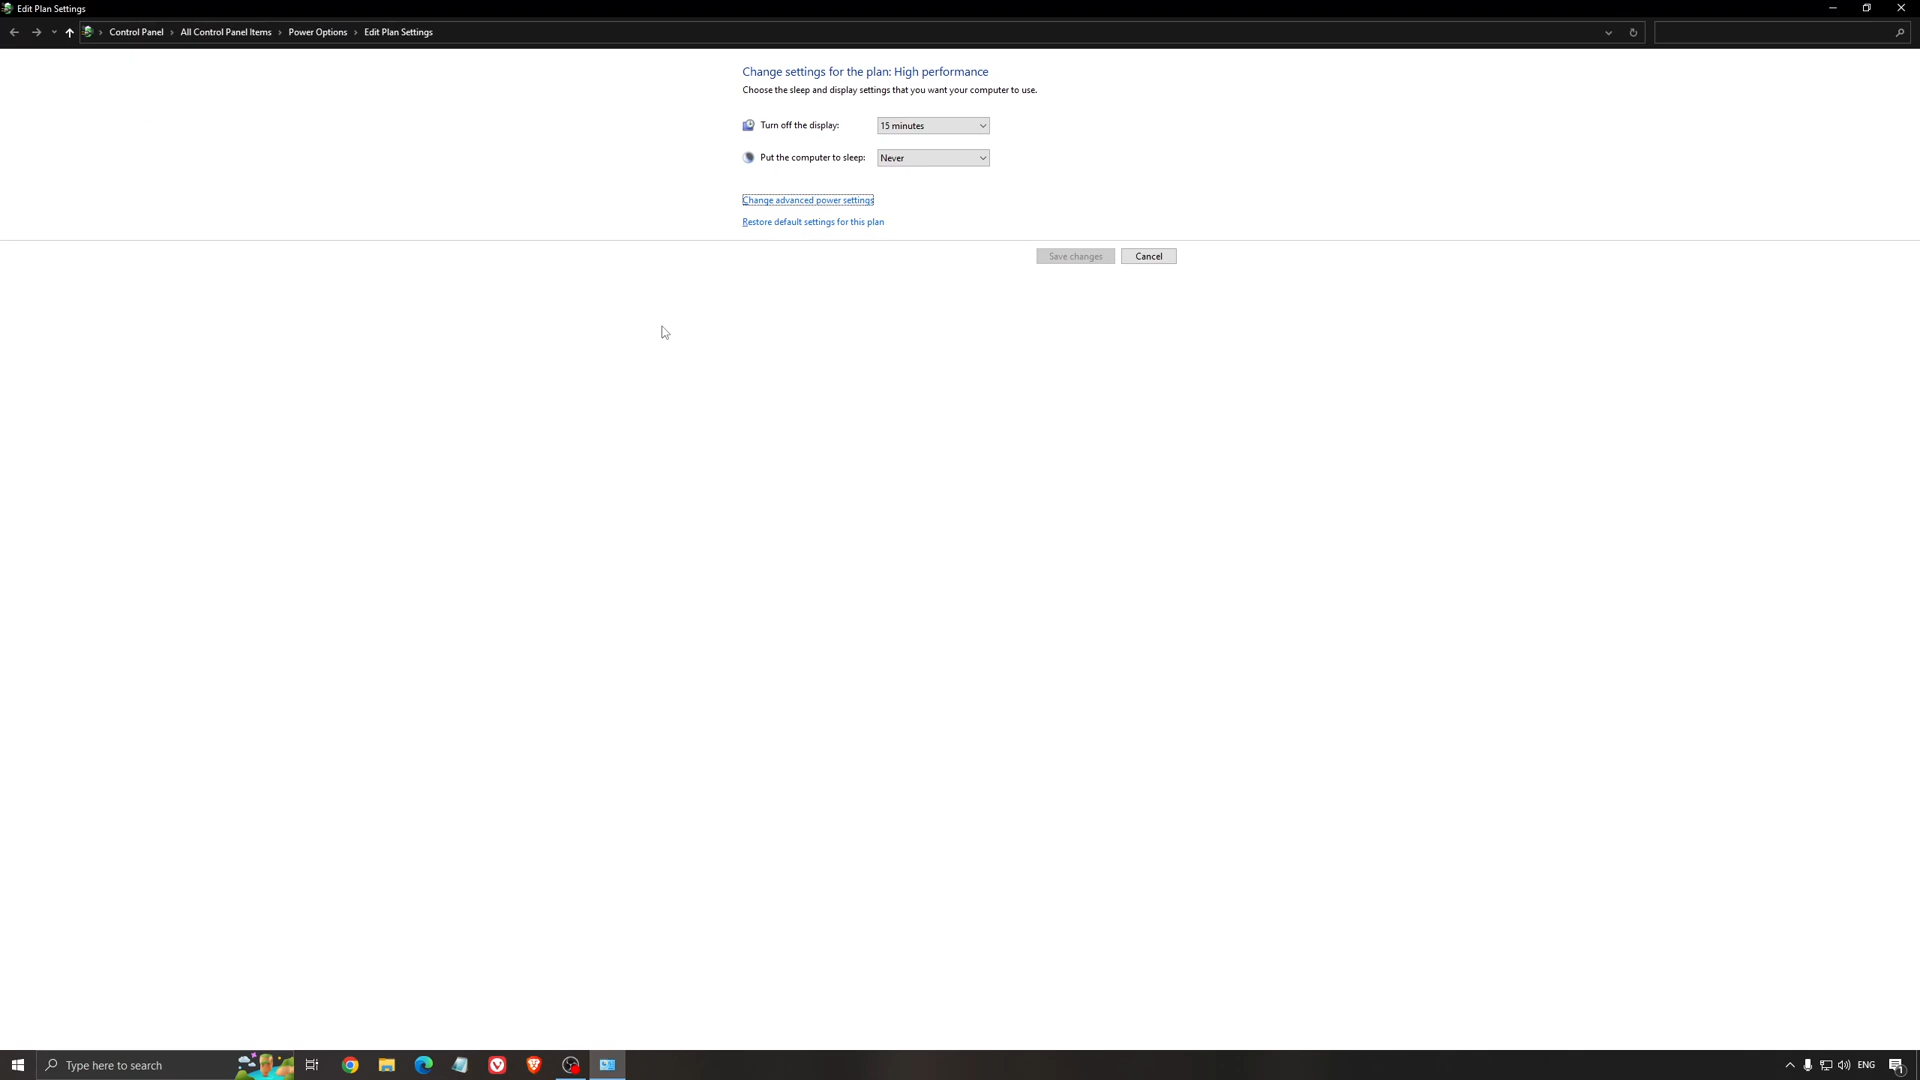 Edit Plan Settings
Control Panel > All Control Panel Items > Power Options > Edit Plan Settings
Change settings for the plan: High performance
Choose the sleep and display settings that you want your computer to use.
Turn off the display: 15 minutes
Put the computer to sleep: Never
Change advanced power settings
Restore default settings for this plan
Save changes Cancel
Type here to search
ENG
1